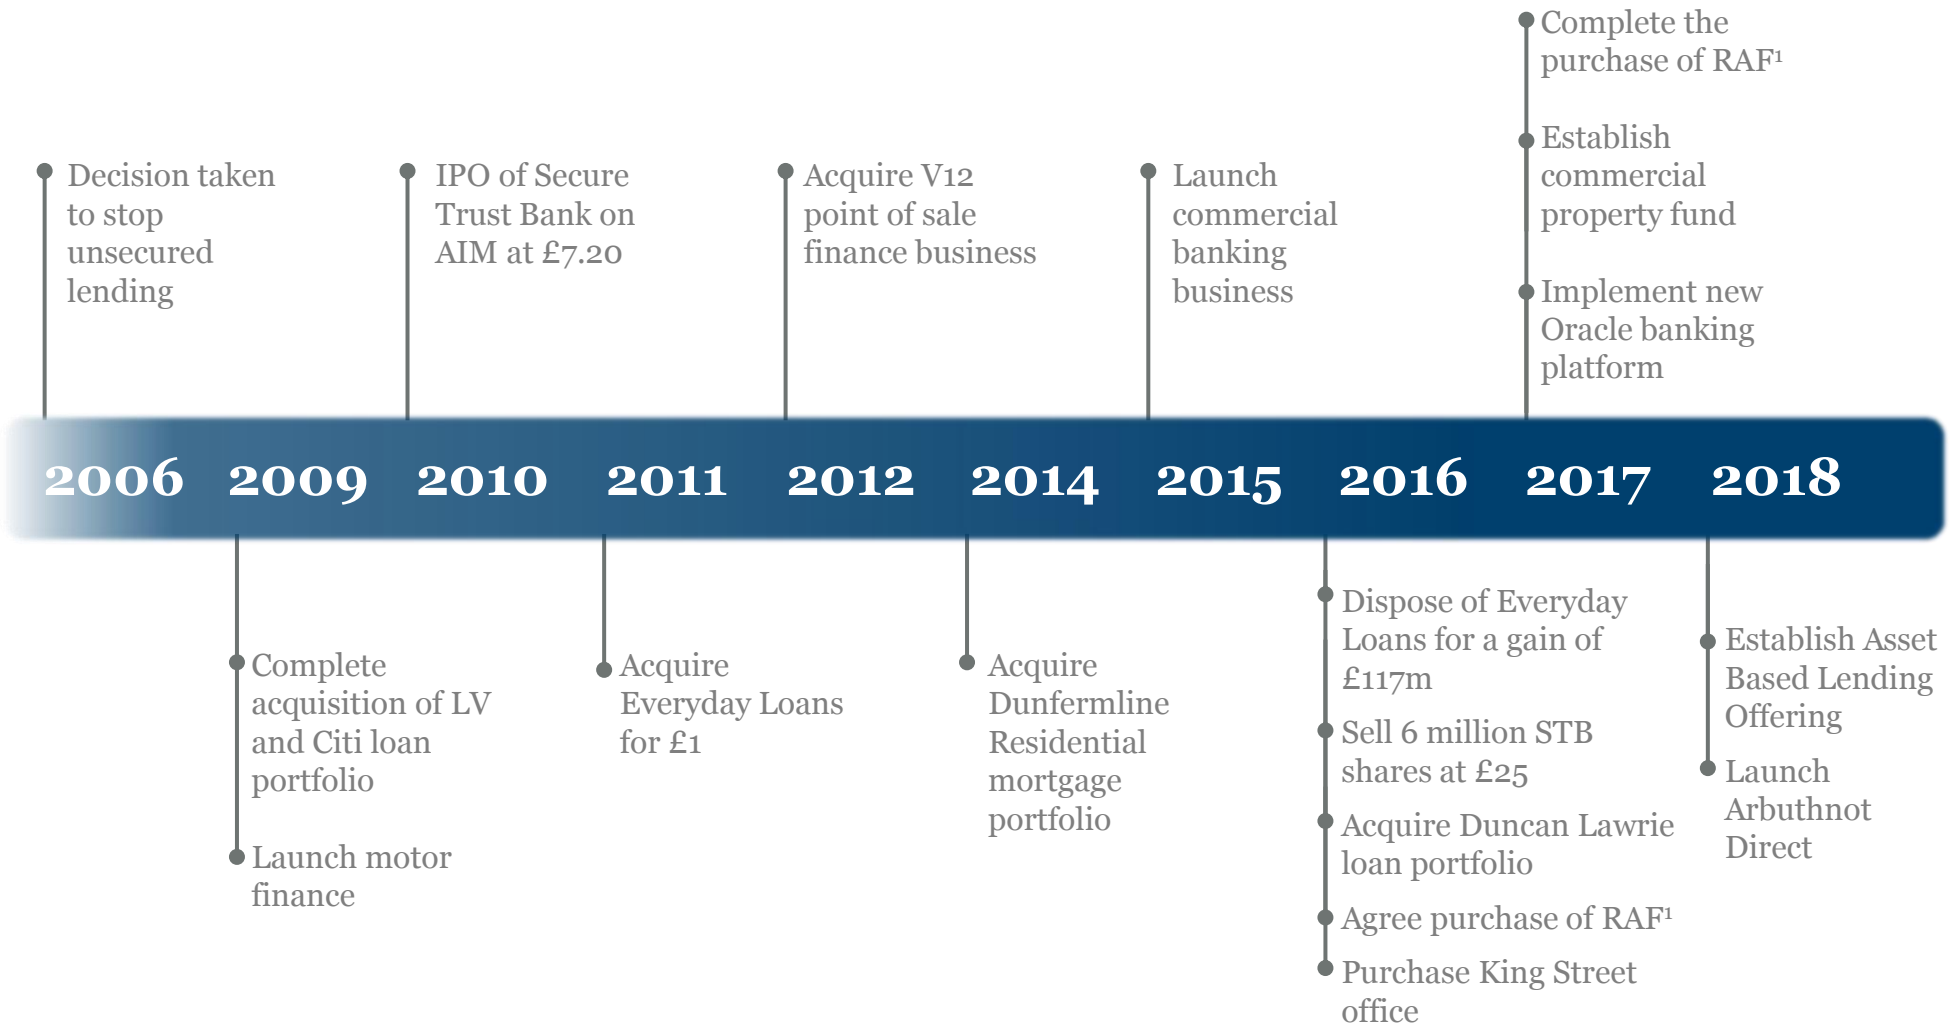 Complete the
purchase of RAF¹
Establish
commercial
property fund
Implement new
Oracle banking
platform
Decision taken
to stop
unsecured
lending
IPO of Secure
Trust Bank on
AIM at £7.20
Acquire V12
point of sale
finance business
Launch
commercial
banking
business
2006 2009 2010 2011 2012 2014 2015 2016 2017 2018
Complete
acquisition of LV
and Citi loan
portfolio
Launch motor
finance
Acquire
Everyday Loans
for £1
Acquire
Dunfermline
Residential
mortgage
portfolio
Dispose of Everyday
Loans for a gain of
£117m
Sell 6 million STB
shares at £25
Acquire Duncan Lawrie
loan portfolio
Agree purchase of RAF¹
Purchase King Street
office
Establish Asset
Based Lending
Offering
Launch
Arbuthnot
Direct